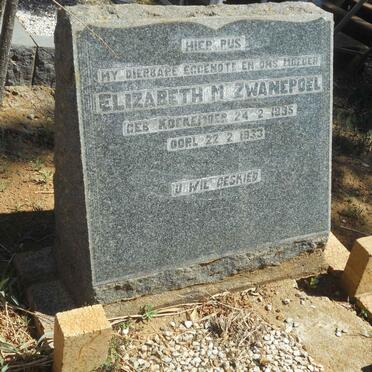 HIER RUS
MY DIERBARE EGGENOTE EN ONS MOEDER
ELIZABETH M. ZWANEPOEL
GEB. KOEKEMOER 24·2·1895
OORL. 22·2·1953
U WIL GESKIED